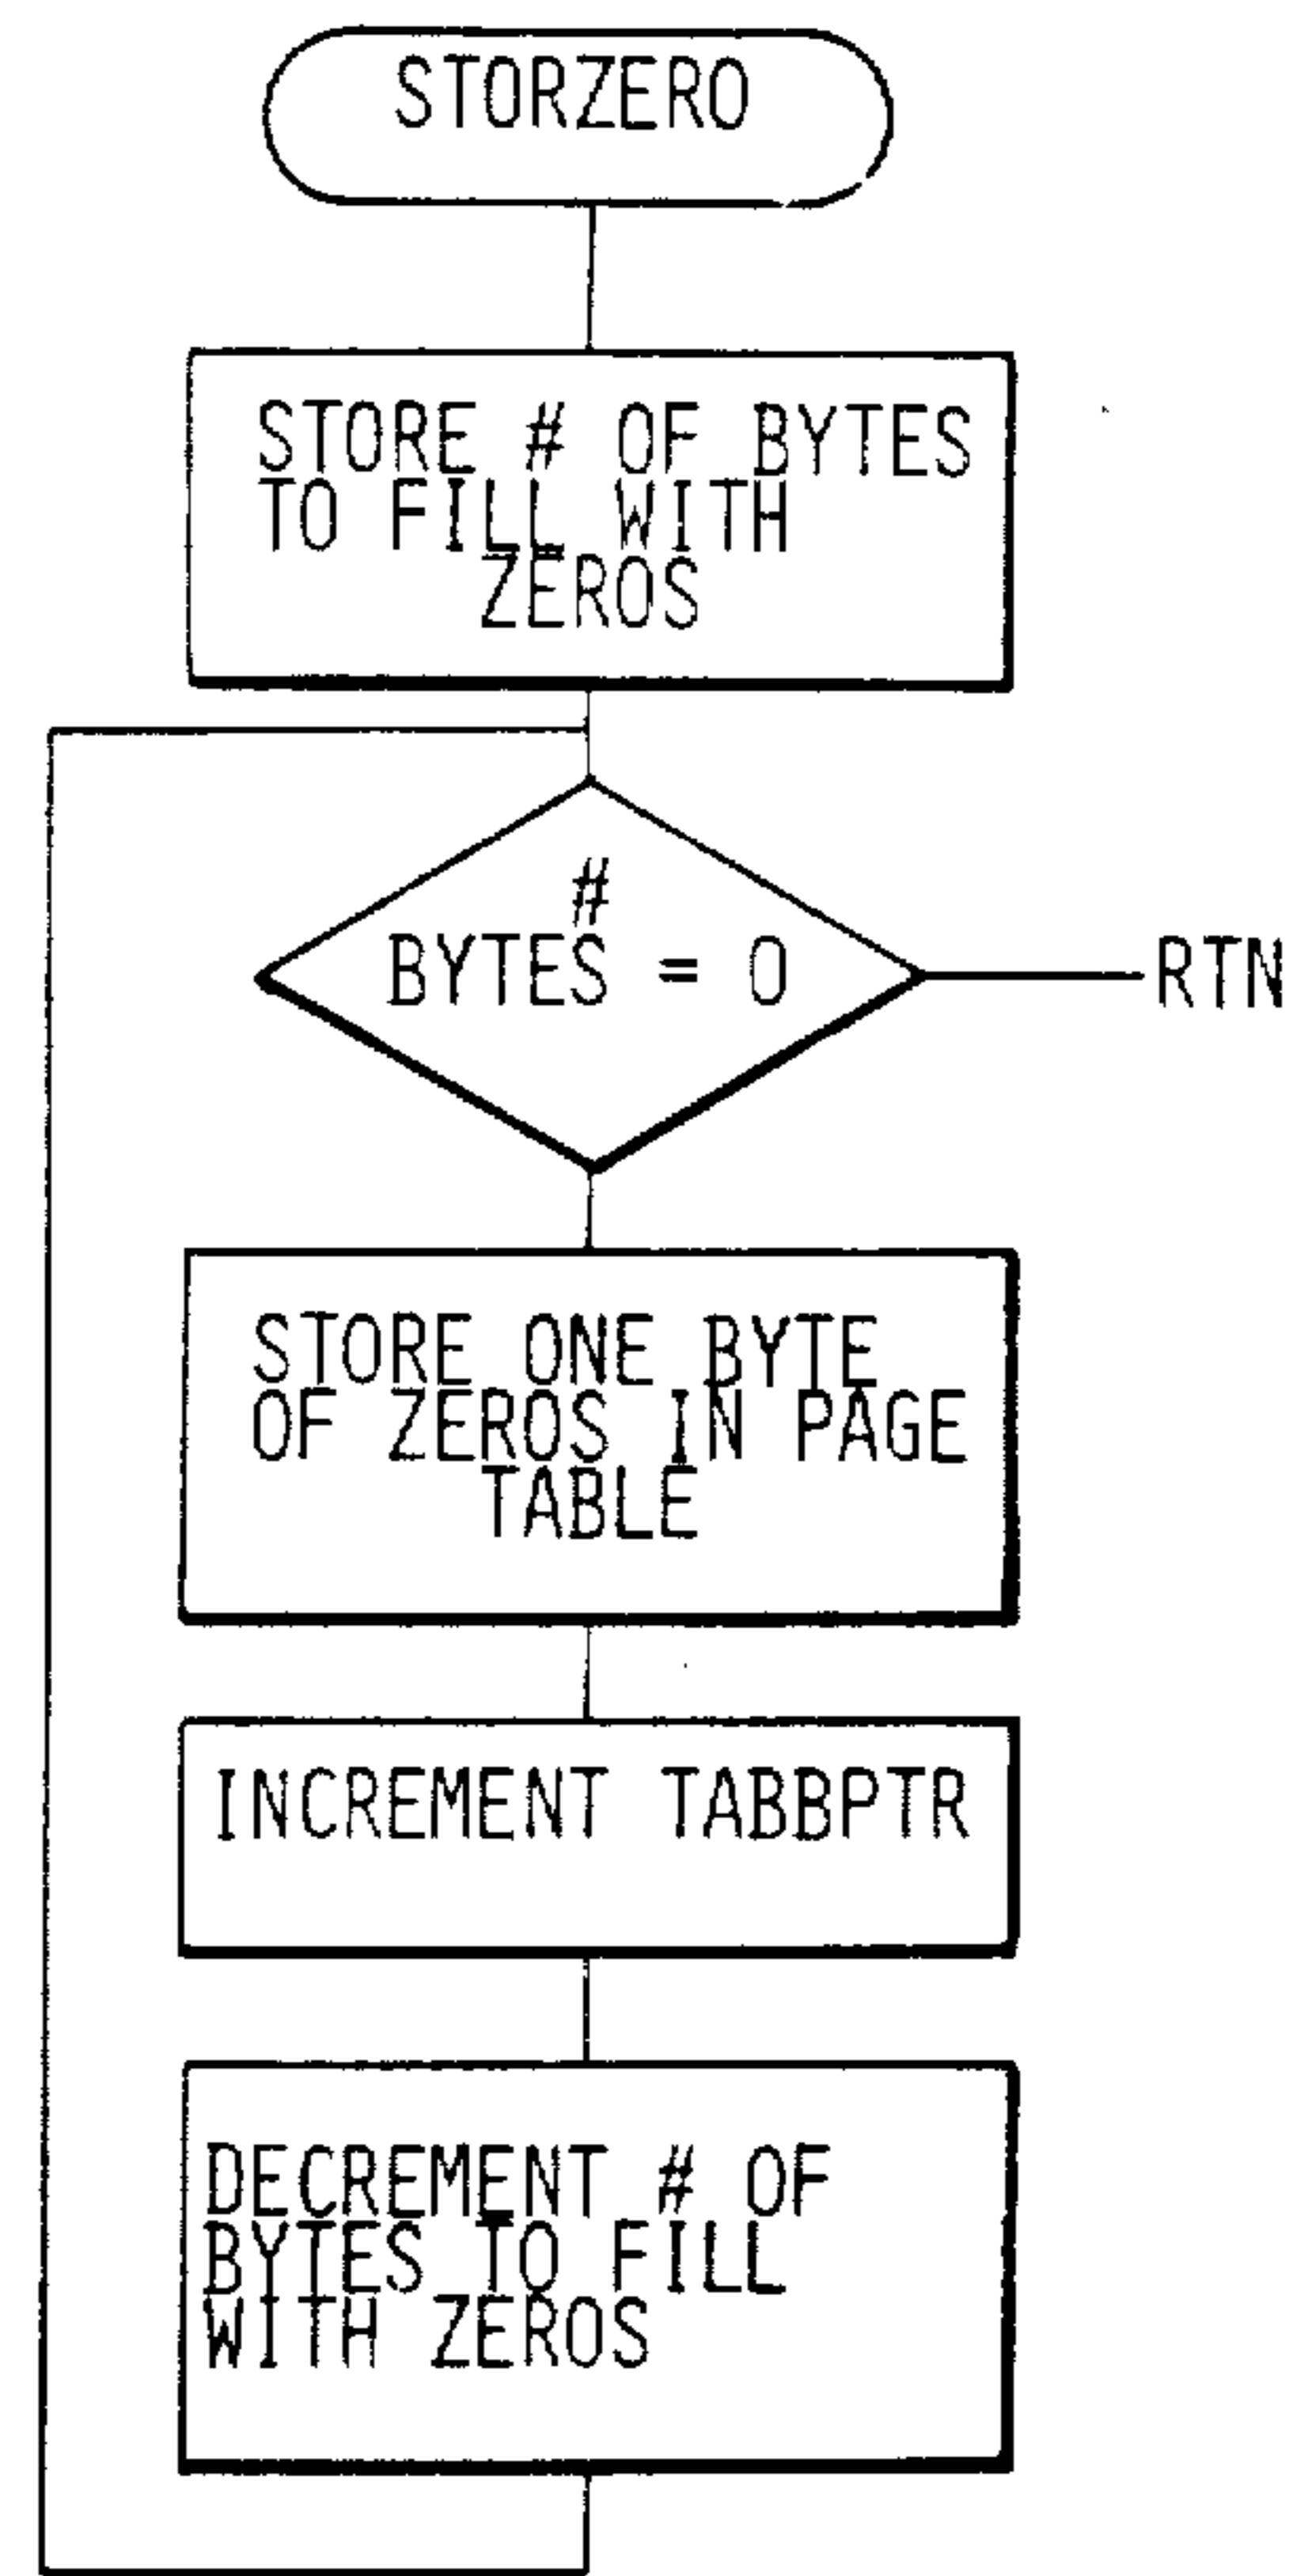 STORZERO
STORE # OF BYTES
TO FILL WITH
ZEROS
#
BYTES = 0
RTN
STORE ONE BYTE
OF ZEROS IN PAGE
TABLE
INCREMENT TABBPTR
DECREMENT # OF
BYTES TO FILL
WITH ZEROS